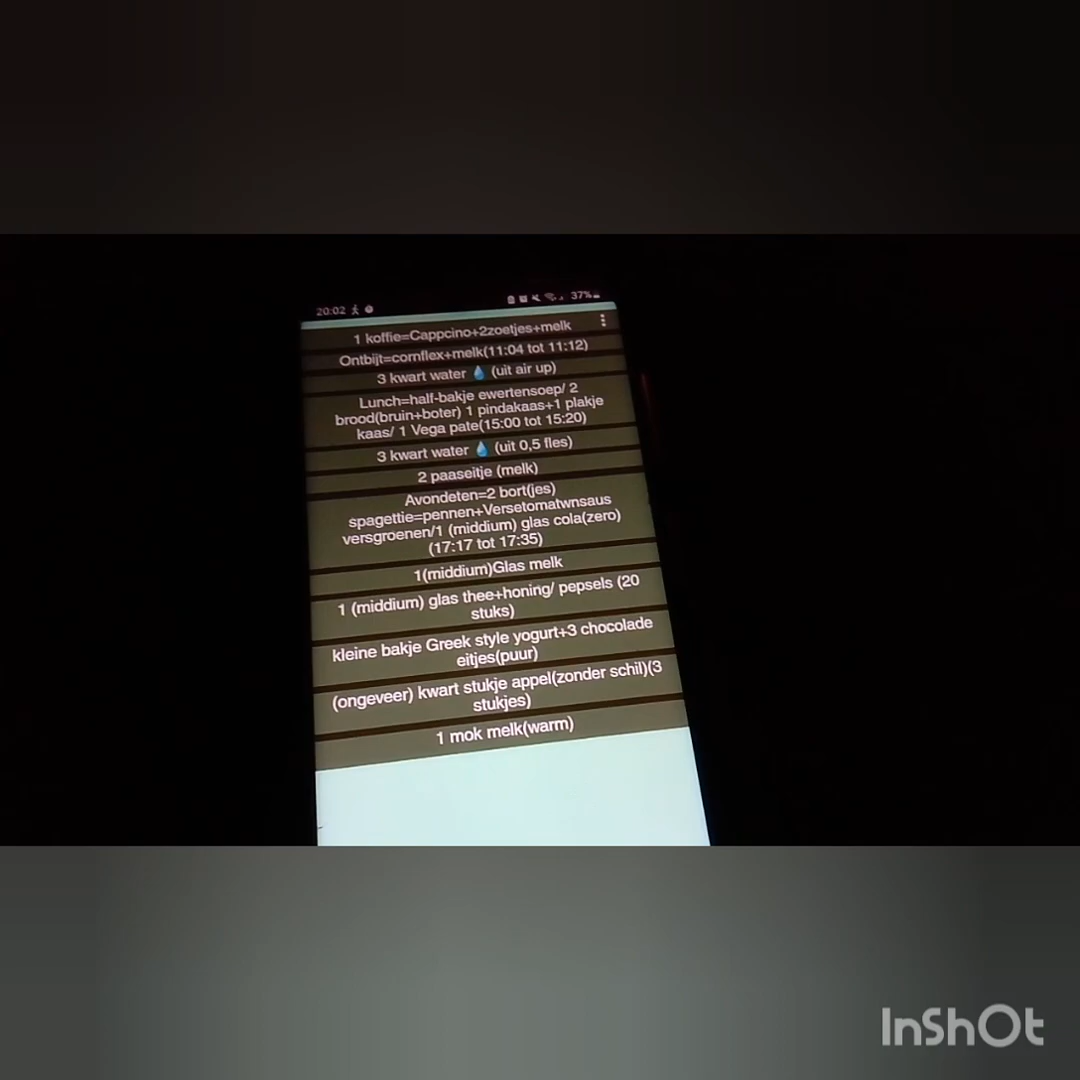 20:02
37%
1 koffie=Cappcino+2zoetjes+melk
Ontbijt=cornflex+melk(11:04 tot 11:12)
3 kwart water 💧 (uit air up)
Lunch=half-bakje ewertensoep/ 2
brood(bruin+boter) 1 pindakaas+1 plakje
kaas/ 1 Vega pate(15:00 tot 15:20)
3 kwart water 💧 (uit 0,5 fles)
2 paaseitje (melk)
Avondeten=2 bort(jes)
spagettie=pennen+Versetomatwnsaus
versgroenen/1 (middium) glas cola(zero)
(17:17 tot 17:35)
1(middium)Glas melk
1 (middium) glas thee+honing/ pepsels (20
stuks)
kleine bakje Greek style yogurt+3 chocolade
eitjes(puur)
(ongeveer) kwart stukje appel(zonder schil)(3
stukjes)
1 mok melk(warm)
InShOt